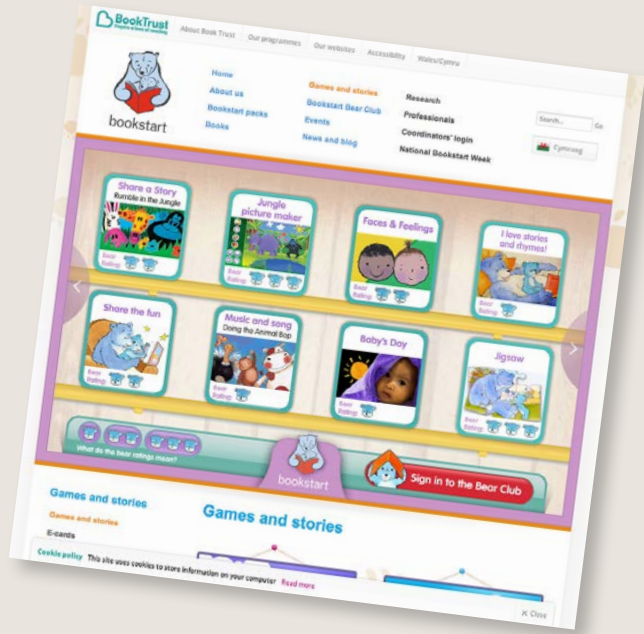 BookTrust
About Book Trust
Our programmes
Our websites
Accessibility
Wales/Cymru
bookstart
Home
About us
Bookstart packs
Books
Games and stories
Bookstart Bear Club
Events
News and blog
Research
Professionals
Coordinators' login
National Bookstart Week
Search...
Go
Cymraeg
Share a Story
Rumble in the Jungle
Bear
Rating:
Jungle
picture maker
Bear
Rating:
Faces & Feelings
Bear
Rating:
I love stories
and rhymes!
Bear
Rating:
Share the fun
Bear
Rating:
Music and song
Doing the Animal Bop
Bear
Rating:
Baby's Day
Bear
Rating:
Jigsaw
Bear
Rating:
What do the bear ratings mean?
bookstart
Sign in to the Bear Club
Games and stories
Games and stories
E-cards
Games and stories
Cookie policy This site uses cookies to store information on your computer Read more
X Close